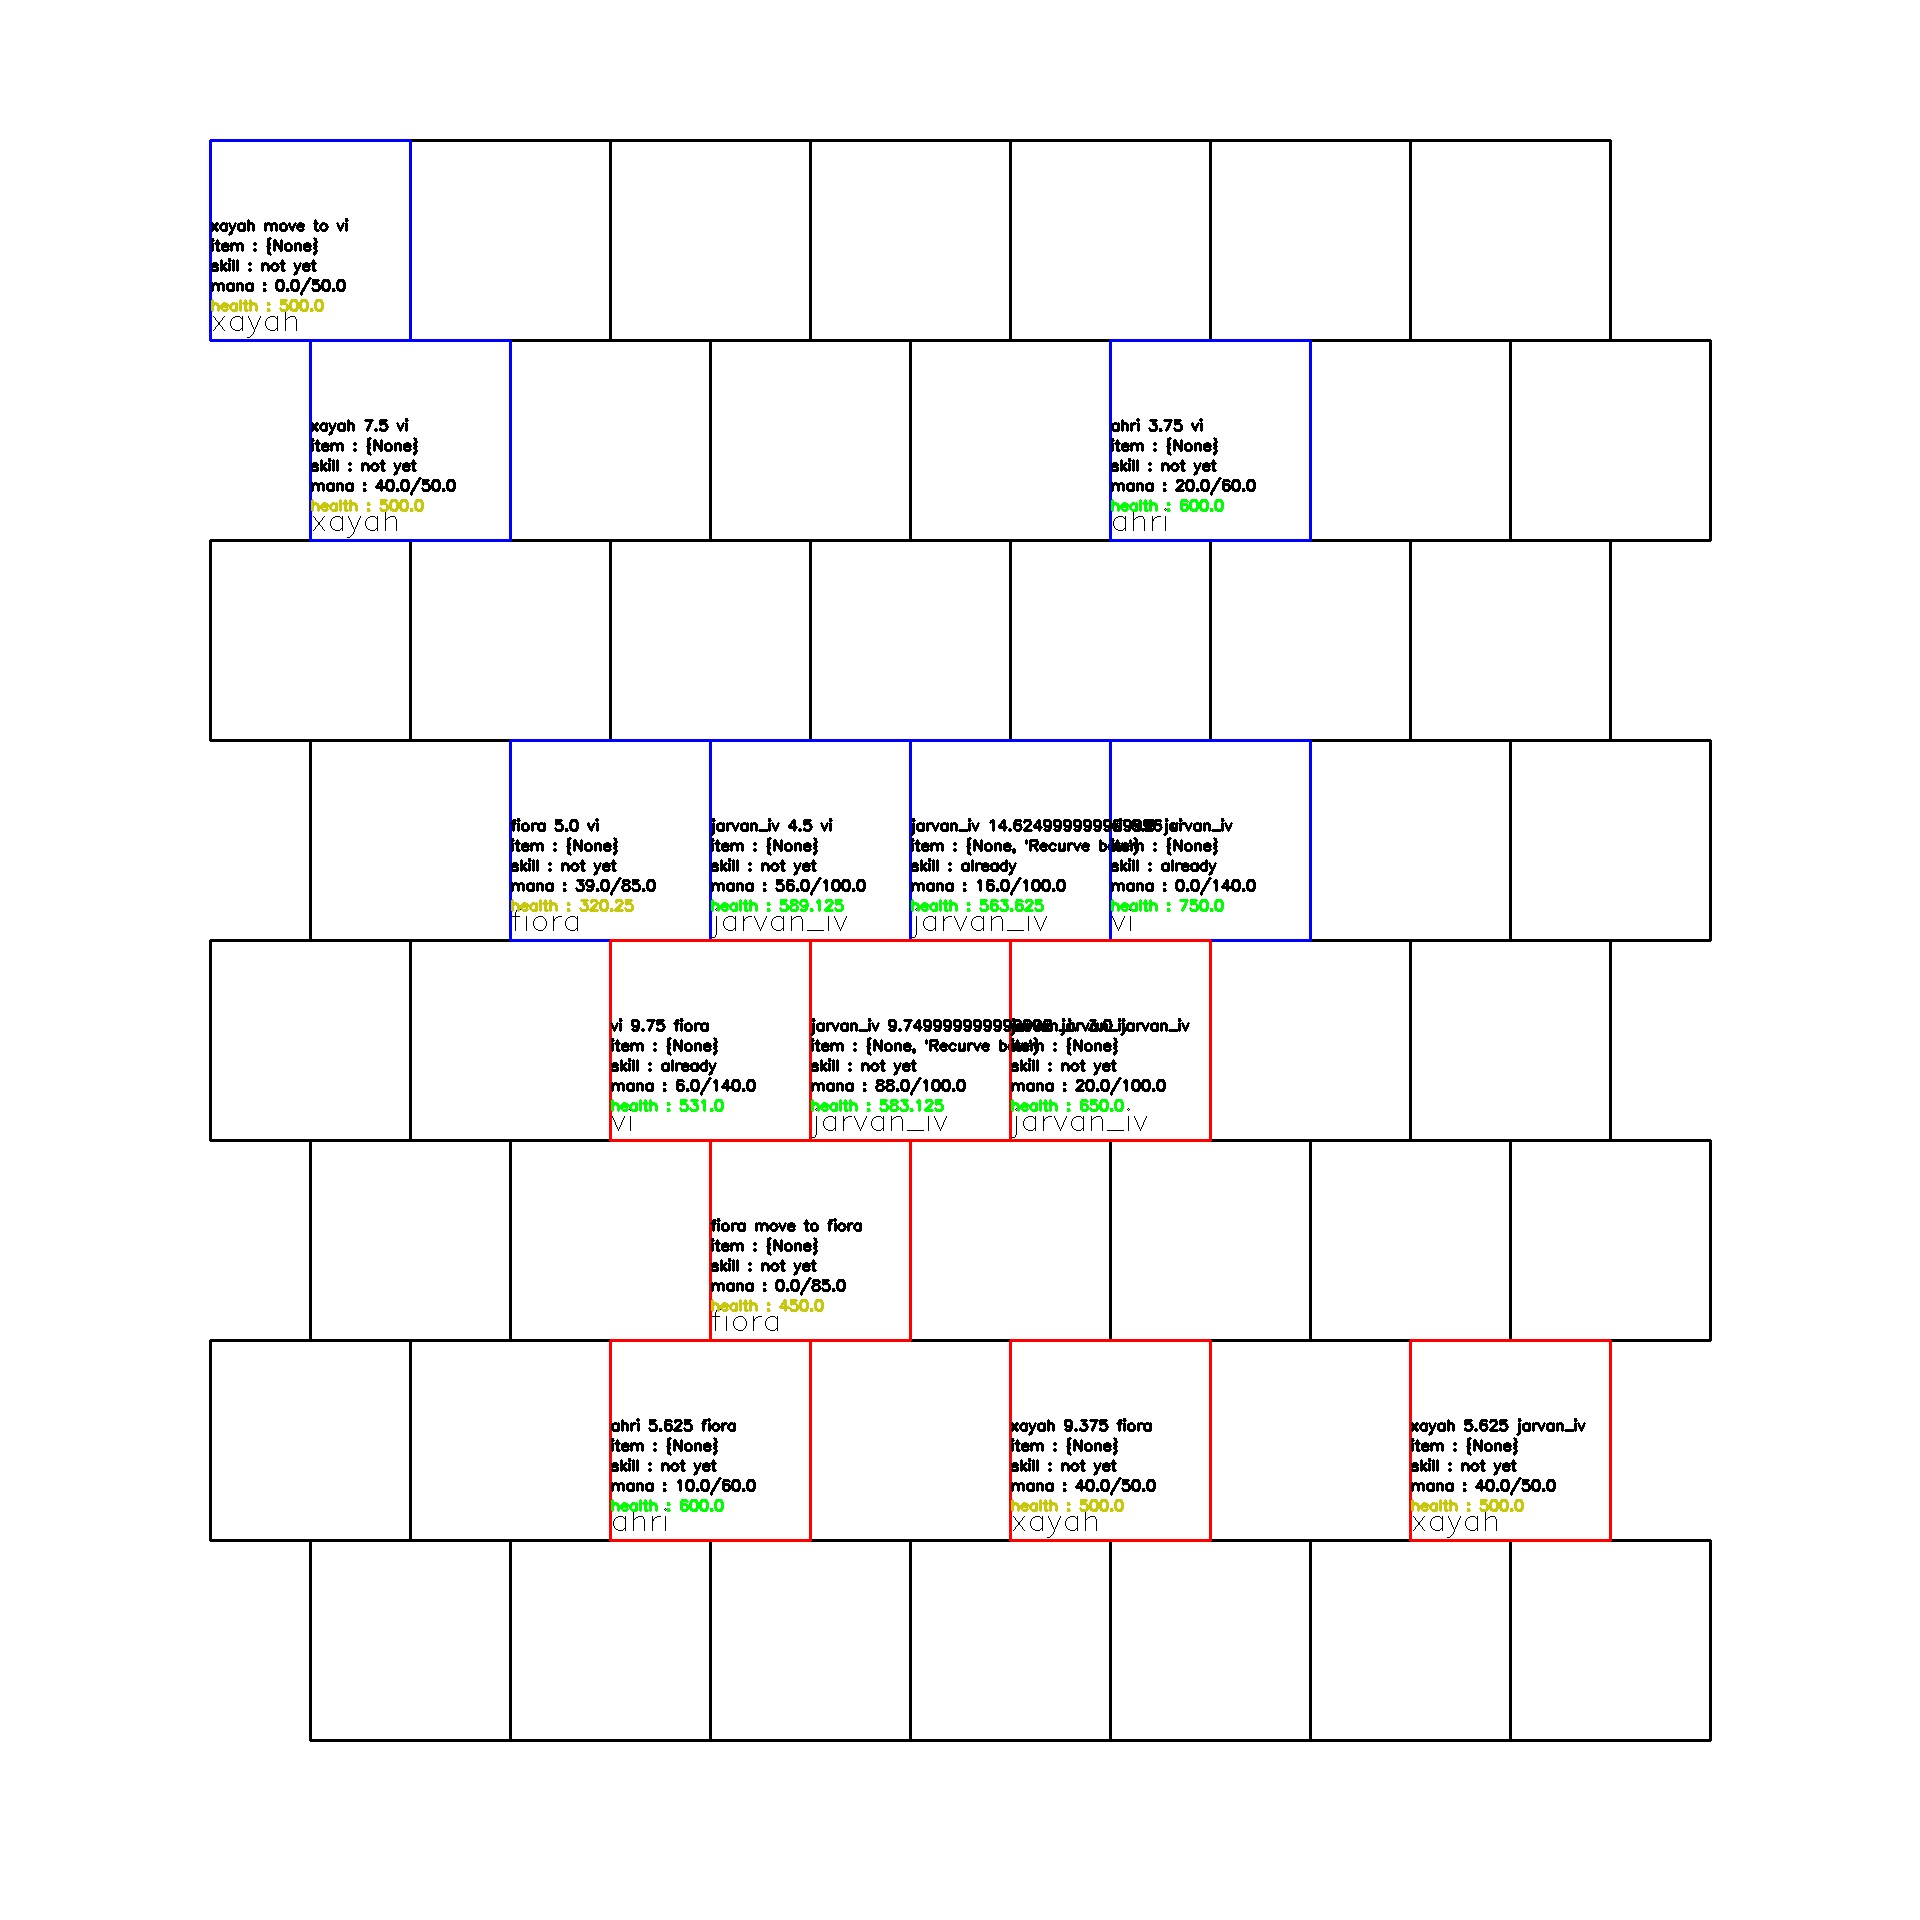 xayah move to vi
item : {None}
skill : not yet
mana : 0.0/50.0
health : 500.0
xayah
xayah 7.5 vi
item : {None}
skill : not yet
mana : 40.0/50.0
health : 500.0
xayah
ahri 3.75 vi
item : {None}
skill : not yet
mana : 20.0/60.0
health : 600.0
ahri
fiora 5.0 vi
item : {None}
skill : not yet
mana : 39.0/85.0
health : 320.25
fiora
jarvan_iv 4.5 vi
item : {None}
skill : not yet
mana : 56.0/100.0
health : 589.125
jarvan_iv
jarvan_iv
item : {None, 'Recurve
skill : already
mana : 16.0/100.0
health : 563.625
jarvan_iv
jarvan_iv
: {None}
skill : already
mana : 0.0/140.0
health : 750.0
vi
vi 9.75 fiora
item : {None}
skill : already
mana : 6.0/140.0
health : 531.0
vi
jarvan_iv
item : {None, 'Recurve
skill : not yet
mana : 88.0/100.0
health : 583.125
jarvan_iv
jarvan_iv
: {None}
skill : not yet
mana : 20.0/100.0
health : 650.0
jarvan_iv
fiora move to fiora
item : {None}
skill : not yet
mana : 0.0/85.0
health : 450.0
fiora
ahri 5.625 fiora
item : {None}
skill : not yet
mana : 10.0/60.0
health : 600.0
ahri
xayah 9.375 fiora
item : {None}
skill : not yet
mana : 40.0/50.0
health : 500.0
xayah
xayah 5.625 jarvan_iv
item : {None}
skill : not yet
mana : 40.0/50.0
health : 500.0
xayah